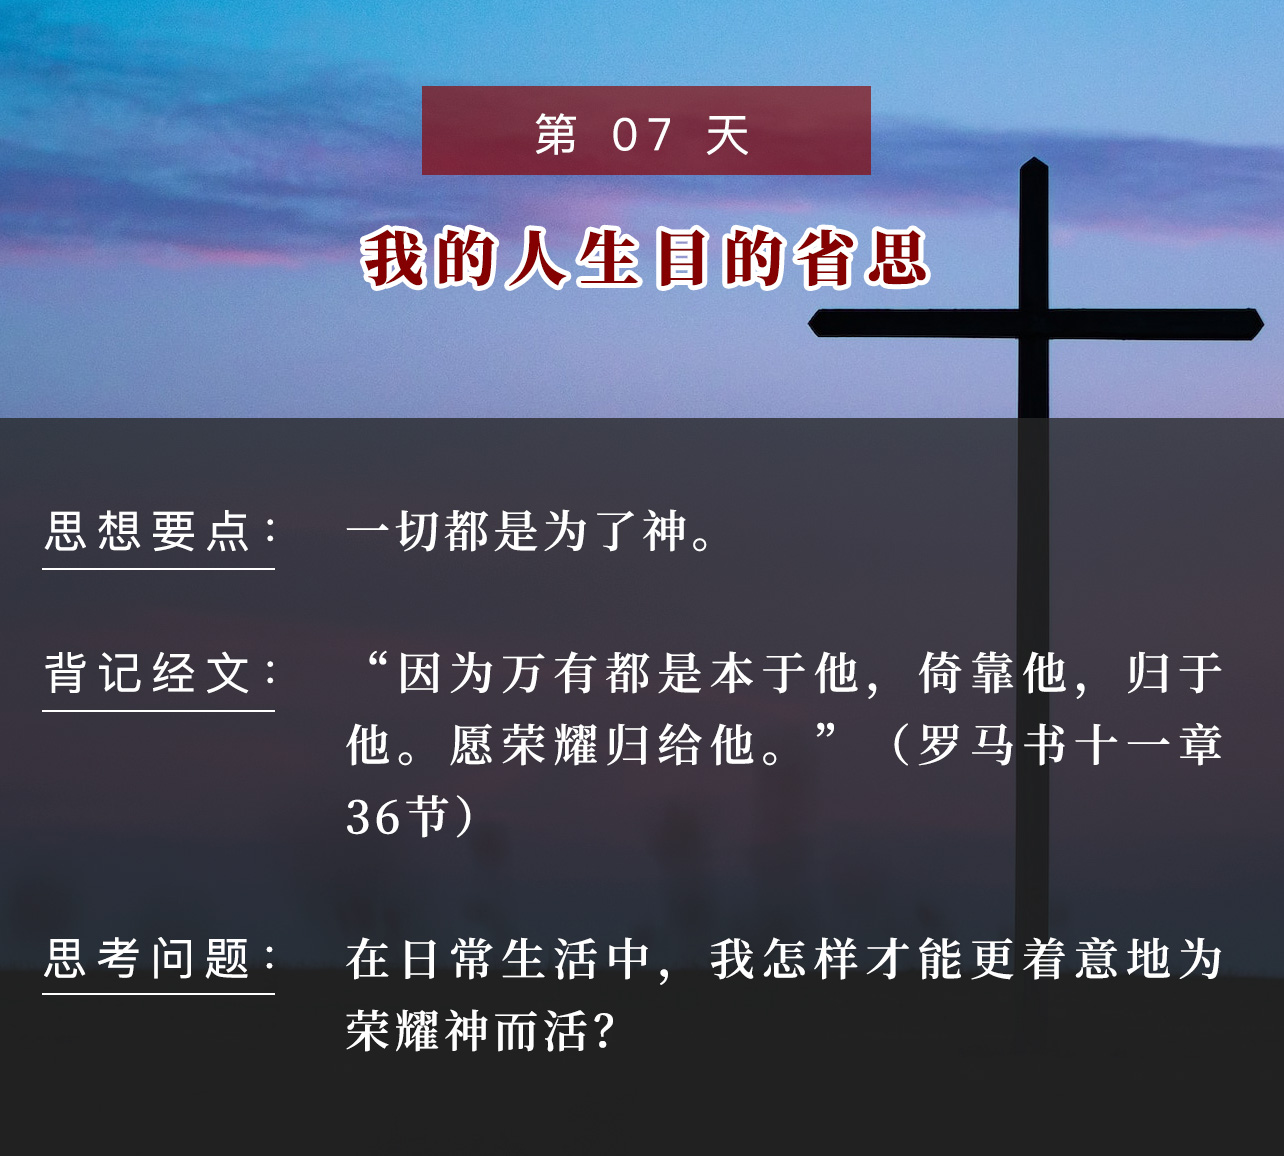 第 07 天
我的人生目的省思
思想要点: 一切都是为了神。
背记经文: “因为万有都是本于他，倚靠他，归于
他。愿荣耀归给他。”（罗马书十一章
36节）
思考问题: 在日常生活中，我怎样才能更着意地为
荣耀神而活？